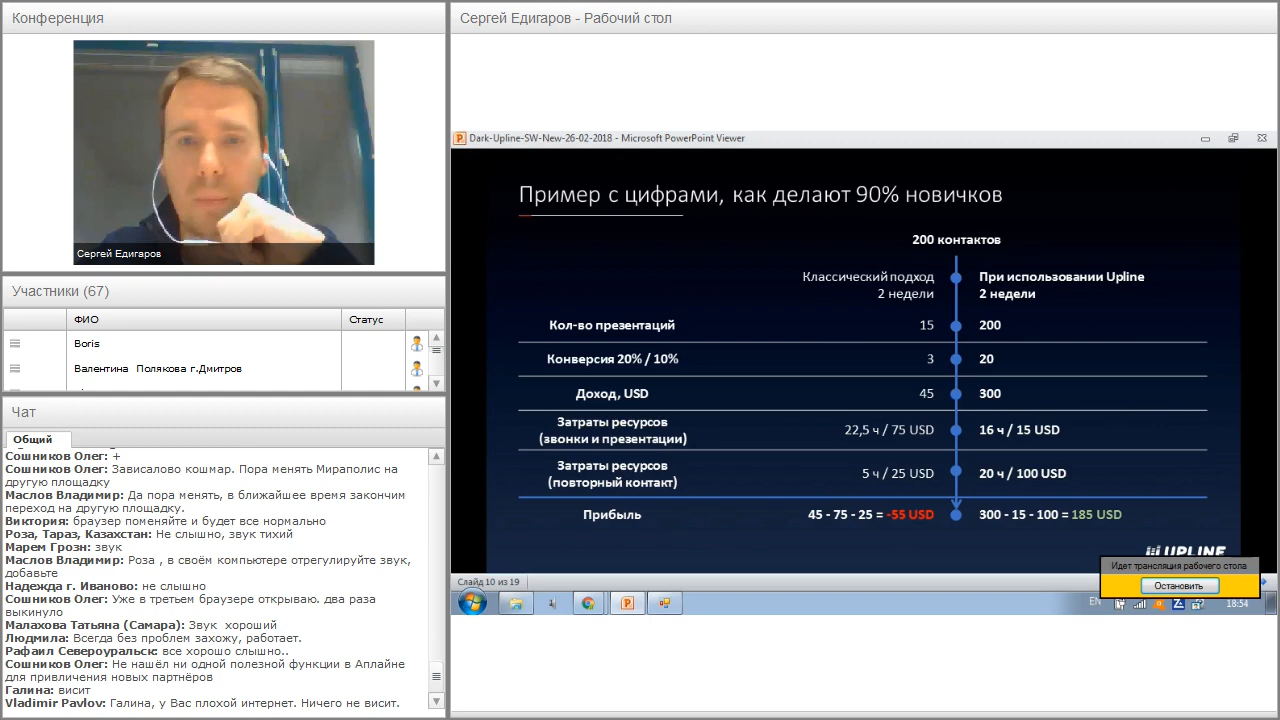 Конференция
Сергей Едигаров
Участники (67)
ФИО
Статус
Boris
Валентина Полякова г.Дмитров
Чат
Общий
Сошников Олег: +
Сошников Олег: Зависалово кошмар. Пора менять Мираполис на
другую площадку
Маслов Владимир: Да пора менять, в ближайшее время закончим
переход на другую площадку.
Виктория: браузер поменяйте и будет все нормально
Роза, Тараз, Казахстан: Не слышно, звук тихий
Марем Грозн: звук
Маслов Владимир: Роза , в своём компьютере отрегулируйте звук,
добавьте
Надежда г. Иваново: не слышно
Сошников Олег: Уже в третьем браузере открываю. два раза
выкинуло
Малахова Татьяна (Самара): Звук хороший
Людмила: Всегда без проблем захожу, работает.
Рафаил Североуральск: все хорошо слышно..
Сошников Олег: Не нашёл ни одной полезной функции в Аплайне
для привличения новых партнёров
Галина: висит
Vladimir Pavlov: Галина, у Вас плохой интернет. Ничего не висит.
Сергей Едигаров - Рабочий стол
Dark-Upline-SW-New-26-02-2018 - Microsoft PowerPoint Viewer
Пример с цифрами, как делают 90% новичков
200 контактов
Классический подход
2 недели
При использовании Upline
2 недели
Кол-во презентаций 15 200
Конверсия 20% / 10% 3 20
Доход, USD 45 300
Затраты ресурсов
(звонки и презентации)
22,5 ч / 75 USD 16 ч / 15 USD
Затраты ресурсов
(повторный контакт)
5 ч / 25 USD 20 ч / 100 USD
Прибыль 45 - 75 - 25 = -55 USD 300 - 15 - 100 = 185 USD
UPLINE
Идет трансляция рабочего стола
Остановить
Слайд 10 из 19
EN
18:54